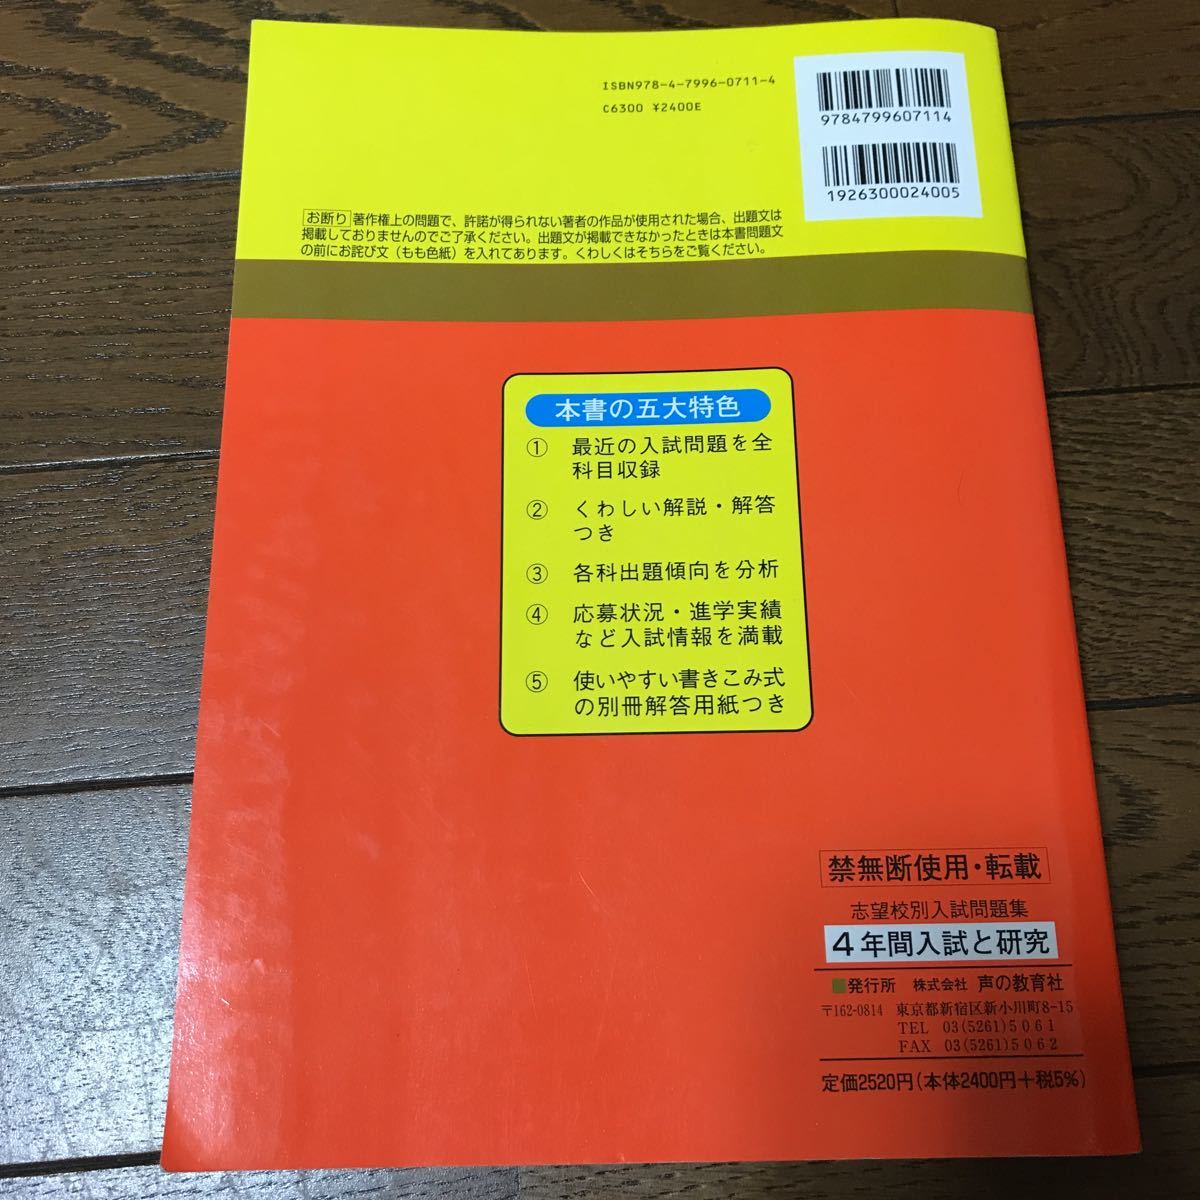 ISBN978-4-7996-0711-4
C6300 ¥2400E
9784799607114
1926300024005
お断り 著作権上の問題で、許諾が得られない著者の作品が使用された場合、出題文は
掲載しておりませんのでご了承ください。出題文が掲載できなかったときは本書問題文
の前にお詫び文（もも色紙）を入れてあります。くわしくはそちらをご覧ください。
本書の五大特色
① 最近の入試問題を全
科目収録
② くわしい解説・解答
つき
③ 各科出題傾向を分析
④ 応募状況・進学実績
など入試情報を満載
⑤ 使いやすい書きこみ式
の別冊解答用紙つき
禁無断使用・転載
志望校別入試問題集
4年間入試と研究
■発行所 株式会社 声の教育社
〒162-0814 東京都新宿区新小川町8-15
TEL 03(5261)5061
FAX 03(5261)5062
定価2520円(本体2400円+税5%)